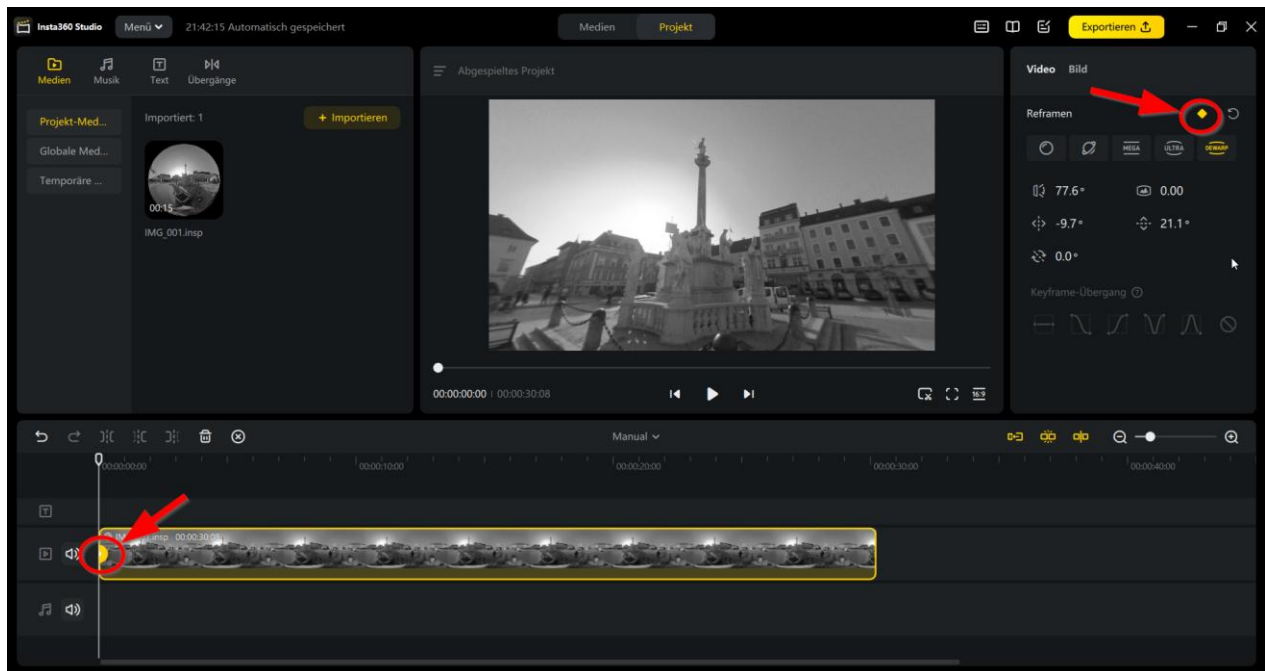 Insta360 Studio Menü 21:42:15 Automatisch gespeichert Medien Projekt Exportieren
Medien Musik Text Übergänge
Abgespieltes Projekt
Video Bild
Projekt-Med... Importiert: 1 + Importieren
Globale Med...
Temporäre ...
00:15
IMG_001.insp
Reframen
MEGA ULTRA DEWARP
77.6° 0.00
-9.7° 21.1°
0.0°
Keyframe-Übergang
00:00:00:00 | 00:00:30:08 16:9
Manual
00:00:00:00 00:00:10:00 00:00:20:00 00:00:30:00 00:00:40:00
T
.insp 00:00:30:08